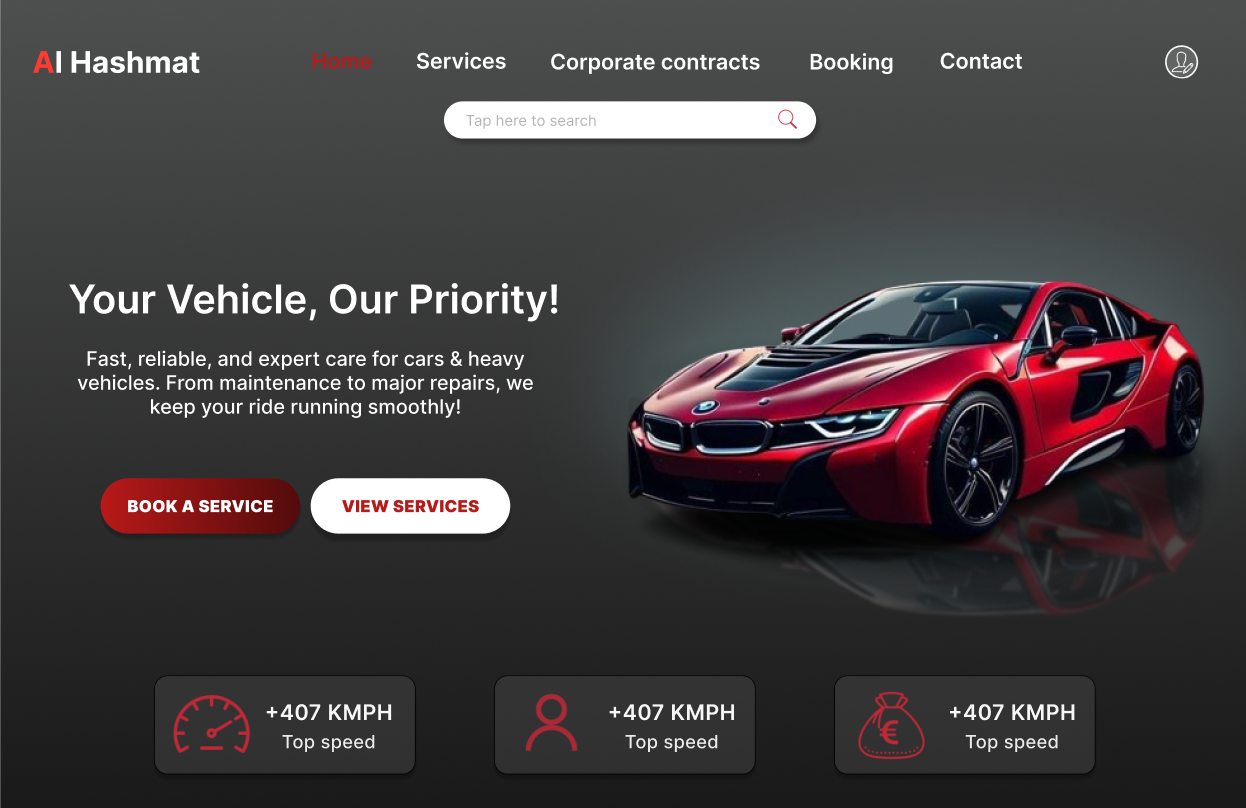 Al Hashmat
Home
Services
Corporate contracts
Booking
Contact
Tap here to search
Your Vehicle, Our Priority!
Fast, reliable, and expert care for cars & heavy
vehicles. From maintenance to major repairs, we
keep your ride running smoothly!
BOOK A SERVICE
VIEW SERVICES
+407 KMPH
Top speed
+407 KMPH
Top speed
+407 KMPH
Top speed